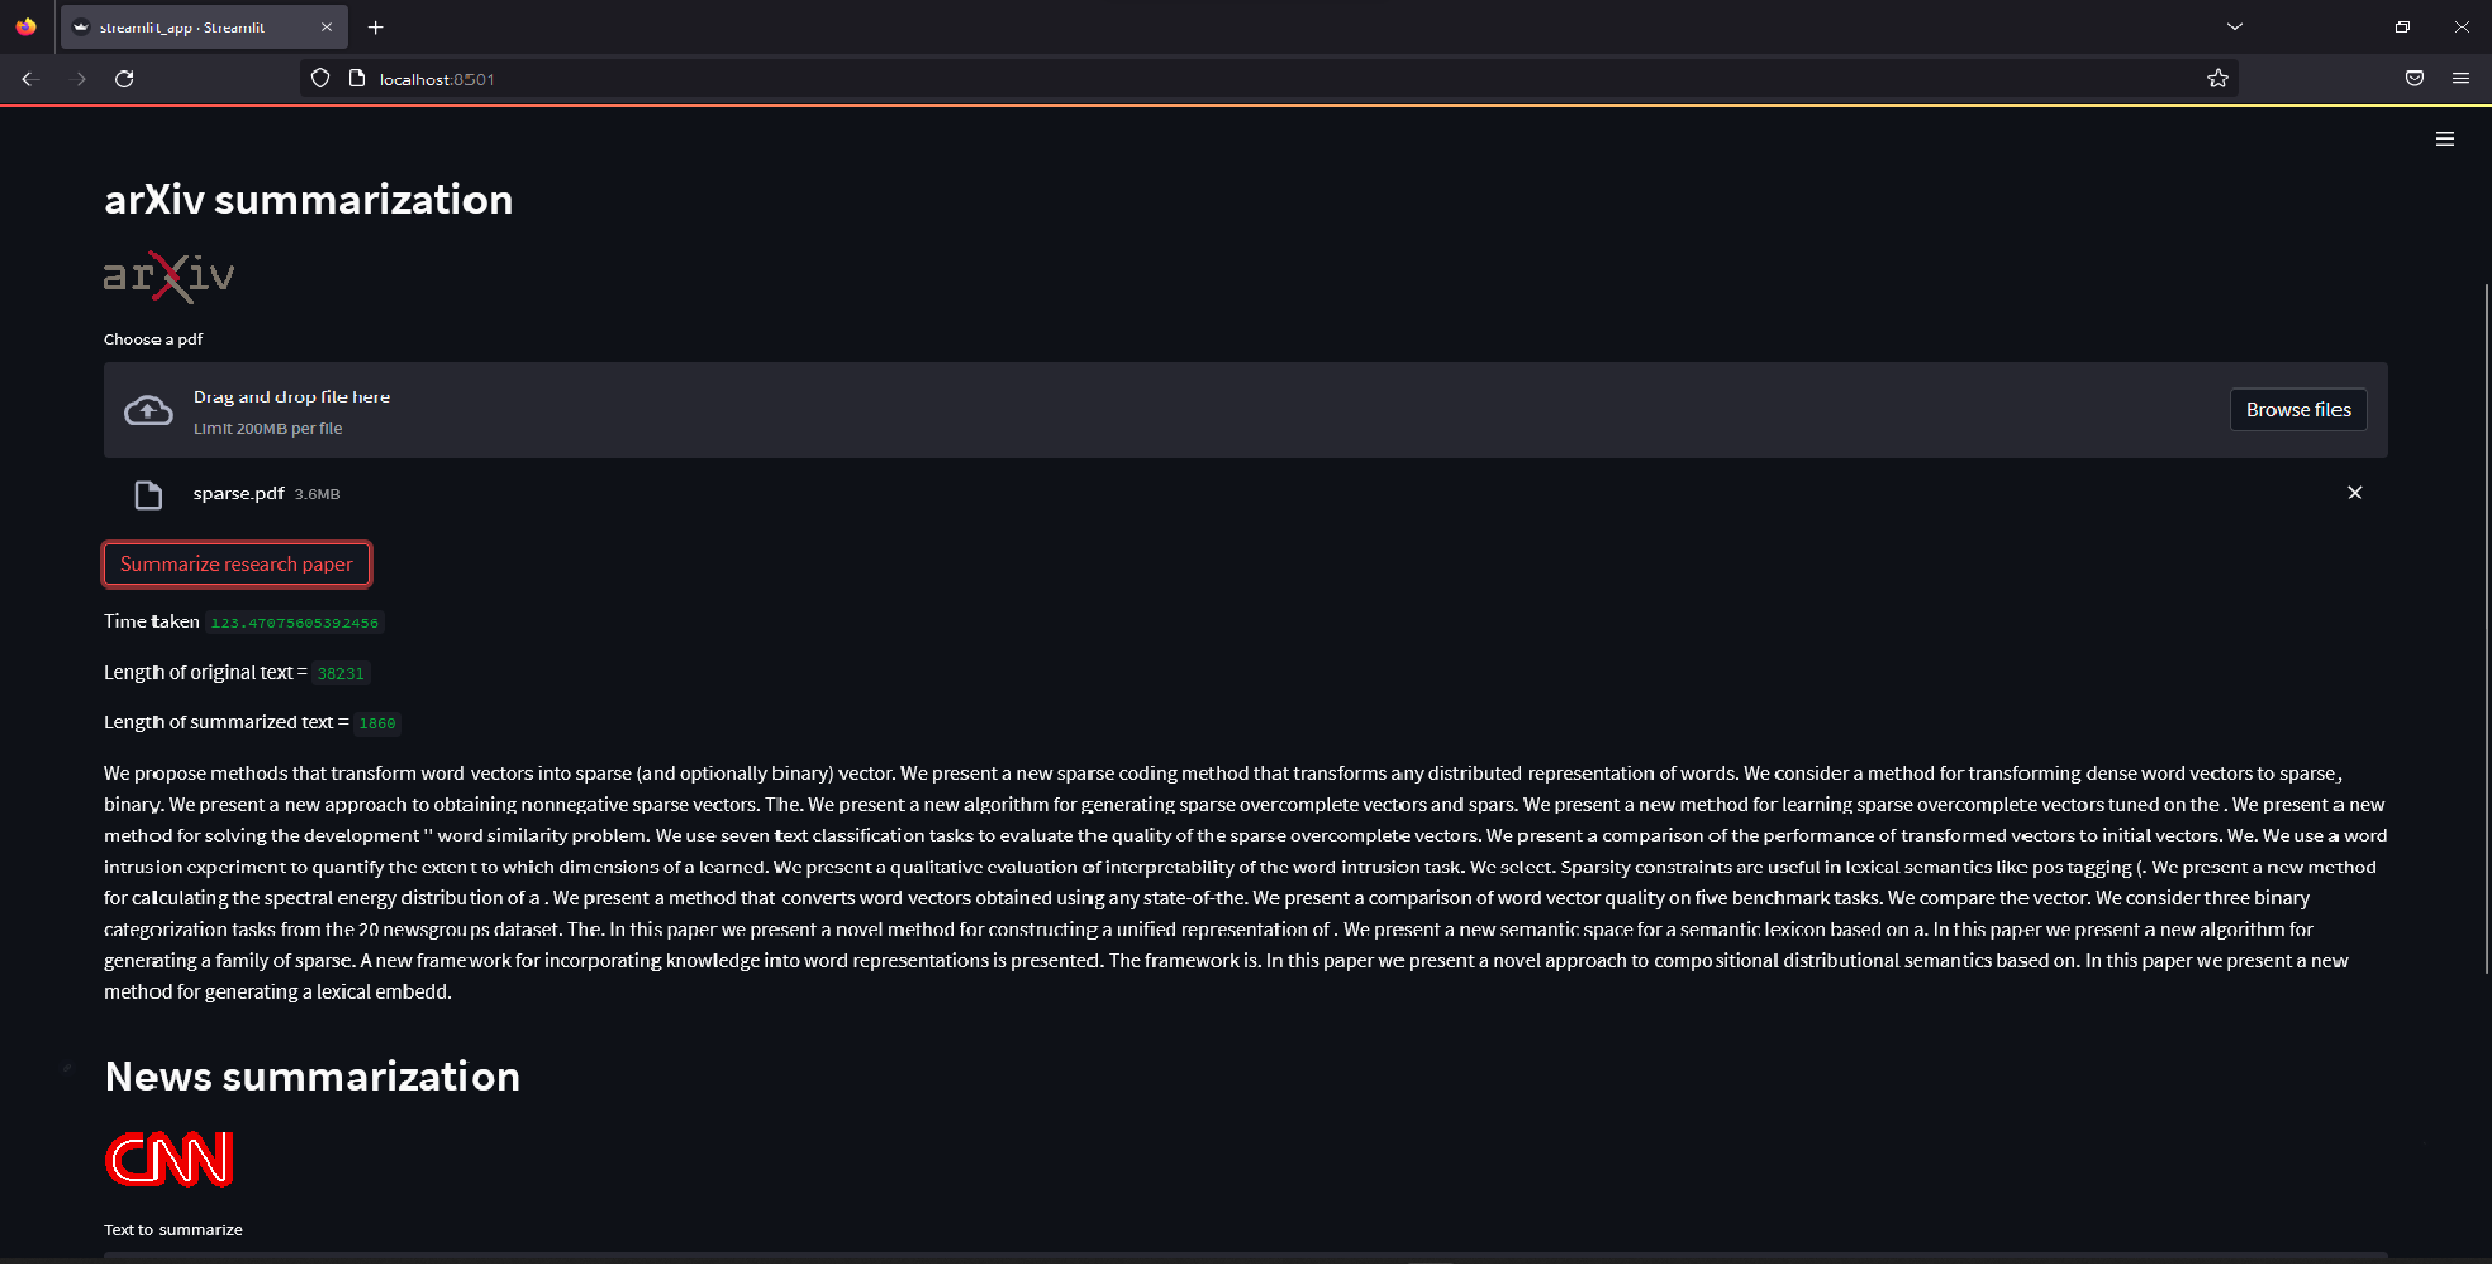 streamlit_app · Streamlit
localhost:8501
arXiv summarization
arXiv
Choose a pdf
Drag and drop file here
Limit 200MB per file
Browse files
sparse.pdf 3.6MB
Summarize research paper
Time taken 123.47075605392456
Length of original text = 38231
Length of summarized text = 1860
We propose methods that transform word vectors into sparse (and optionally binary) vector. We present a new sparse coding method that transforms any distributed representation of words. We consider a method for transforming dense word vectors to sparse,
binary. We present a new approach to obtaining nonnegative sparse vectors. The. We present a new algorithm for generating sparse overcomplete vectors and spars. We present a new method for learning sparse overcomplete vectors tuned on the . We present a new
method for solving the development " word similarity problem. We use seven text classification tasks to evaluate the quality of the sparse overcomplete vectors. We present a comparison of the performance of transformed vectors to initial vectors. We. We use a word
intrusion experiment to quantify the extent to which dimensions of a learned. We present a qualitative evaluation of interpretability of the word intrusion task. We select. Sparsity constraints are useful in lexical semantics like pos tagging (. We present a new method
for calculating the spectral energy distribution of a . We present a method that converts word vectors obtained using any state-of-the. We present a comparison of word vector quality on five benchmark tasks. We compare the vector. We consider three binary
categorization tasks from the 20 newsgroups dataset. The. In this paper we present a novel method for constructing a unified representation of . We present a new semantic space for a semantic lexicon based on a. In this paper we present a new algorithm for
generating a family of sparse. A new framework for incorporating knowledge into word representations is presented. The framework is. In this paper we present a novel approach to compositional distributional semantics based on. In this paper we present a new
method for generating a lexical embedd.
News summarization
CNN
Text to summarize